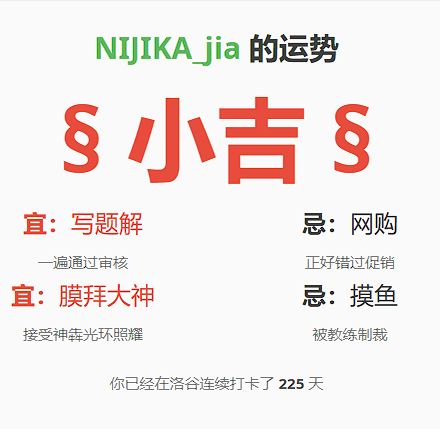 NIJIKA_jia 的运势
§ 小吉 §
宜：写题解 忌：网购
一遍通过审核 正好错过促销
宜：膜拜大神 忌：摸鱼
接受神犇光环照耀 被教练制裁
你已经在洛谷连续打卡了 225 天